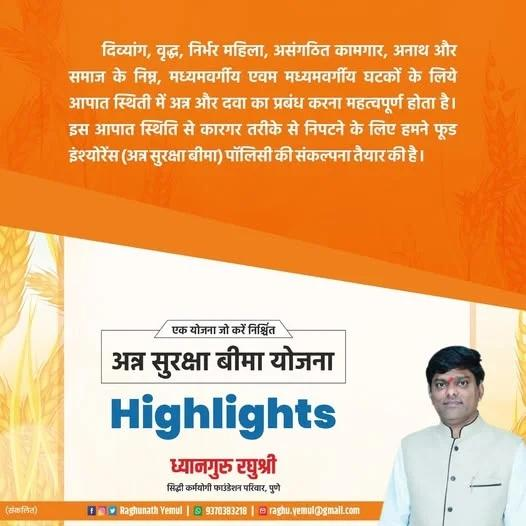 दिव्यांग, वृद्ध, निर्भर महिला, असंगठित कामगार, अनाथ और
समाज के निम्न, मध्यमवर्गीय एवम मध्यमवर्गीय घटकों के लिये
आपात स्थिती में अन्न और दवा का प्रबंध करना महत्वपूर्ण होता है।
इस आपात स्थिति से कारगर तरीके से निपटने के लिए हमने फूड
इंश्योरेंस (अन्न सुरक्षा बीमा) पॉलिसी की संकल्पना तैयार की है।
एक योजना जो करें निश्चिंत
अन्न सुरक्षा बीमा योजना
Highlights
ध्यानगुरु रघुश्री
सिद्धी कर्मयोगी फाउंडेशन परिवार, पुणे
(संकलित)
Raghunath Yemul | 9370383218 | raghu.yemul@gmail.com